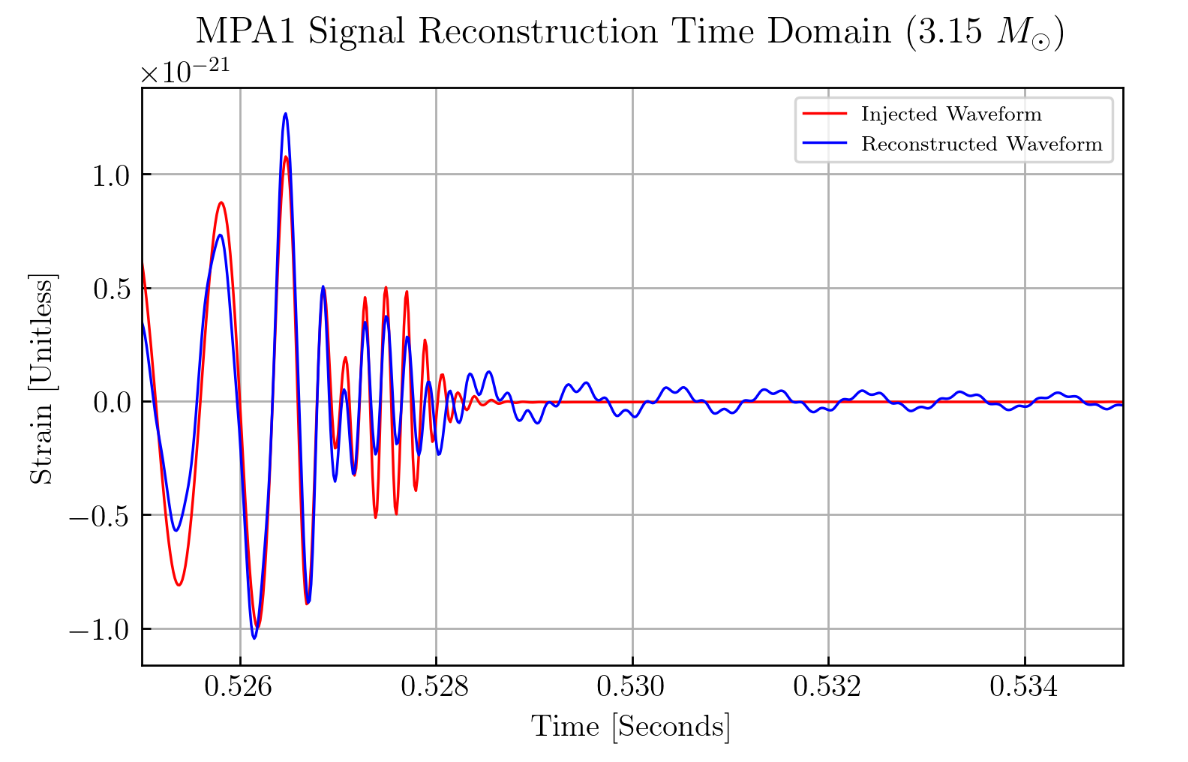 MPA1 Signal Reconstruction Time Domain (3.15 M⊙)
×10⁻²¹
Injected Waveform
Reconstructed Waveform
1.0
0.5
0.0
−0.5
−1.0
Strain [Unitless]
0.526 0.528 0.530 0.532 0.534
Time [Seconds]